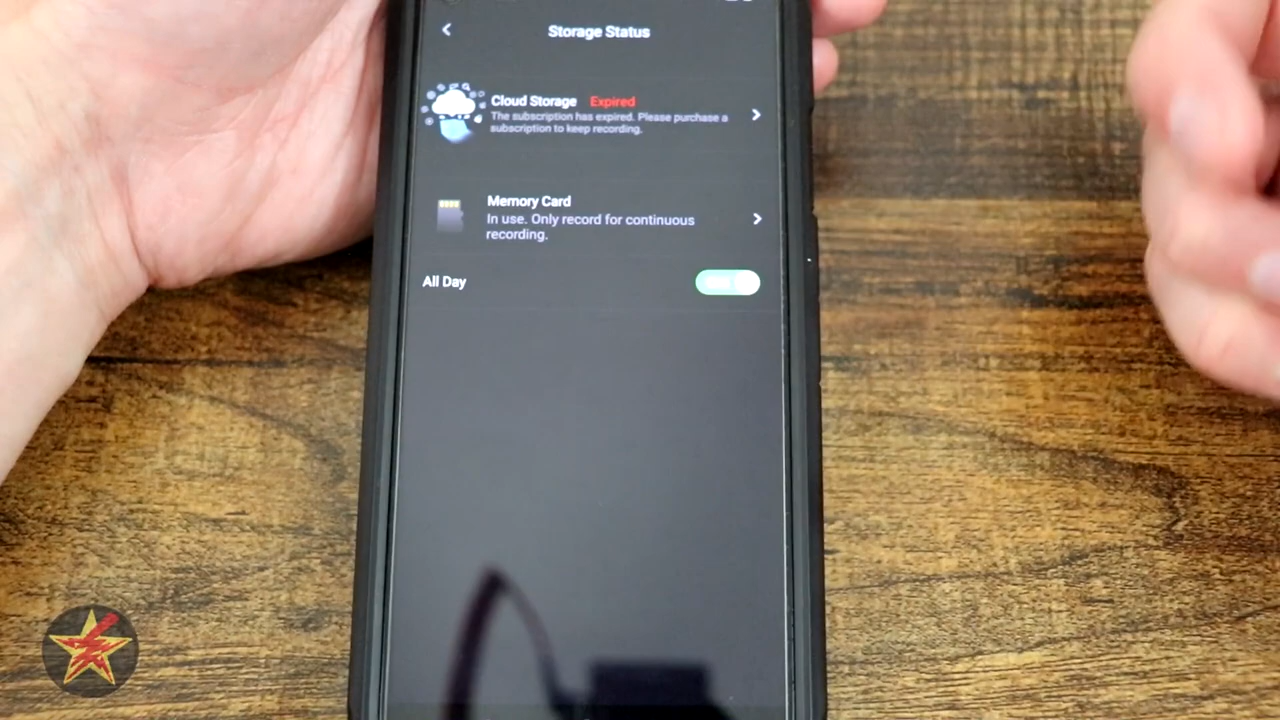 Storage Status
Cloud Storage Expired
The subscription has expired. Please purchase a
subscription to keep recording.
Memory Card
In use. Only record for continuous
recording.
All Day